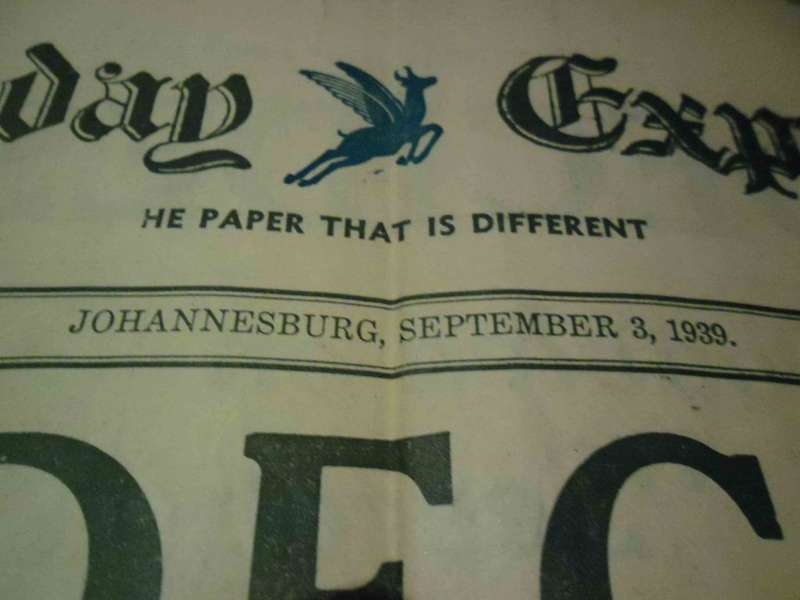 day Exp
HE PAPER THAT IS DIFFERENT
JOHANNESBURG, SEPTEMBER 3, 1939.
DEC